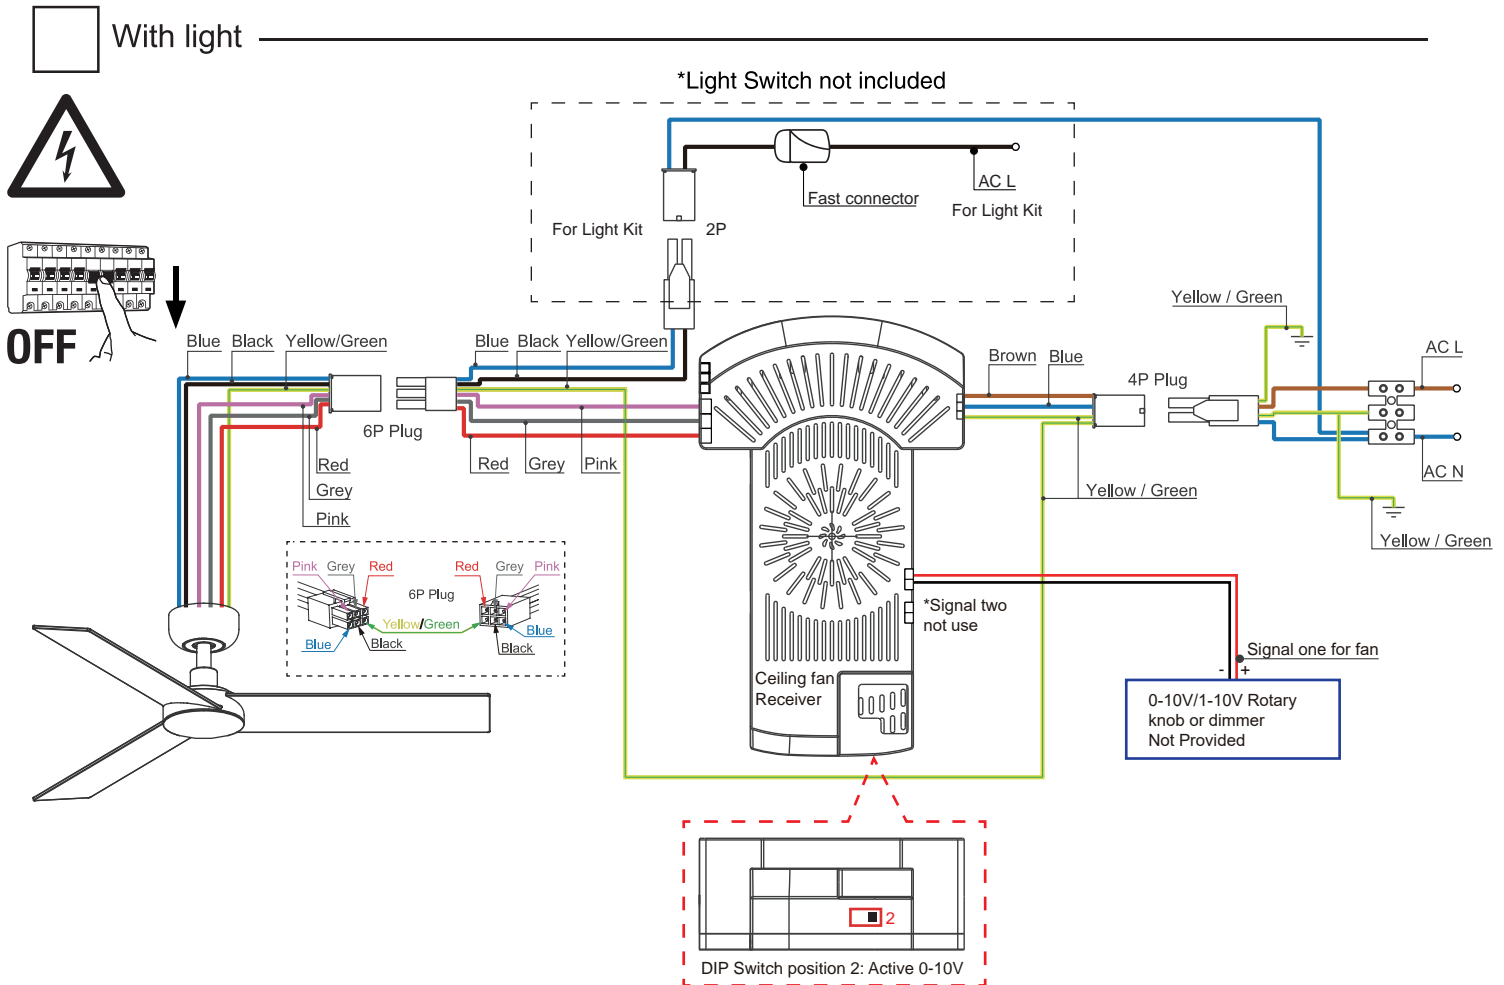 With light
*Light Switch not included
AC L
Fast connector
For Light Kit
For Light Kit
2P
OFF
Blue
Black
Yellow/Green
Blue
Black
Yellow/Green
6P Plug
Red
Grey
Pink
Red
Grey
Pink
Brown
Blue
4P Plug
Yellow / Green
AC L
AC N
Yellow / Green
Yellow / Green
Pink
Grey
Red
6P Plug
Red
Grey
Pink
Yellow/Green
Blue
Black
Blue
Black
*Signal two
not use
Ceiling fan
Receiver
Signal one for fan
- +
0-10V/1-10V Rotary
knob or dimmer
Not Provided
2
DIP Switch position 2: Active 0-10V